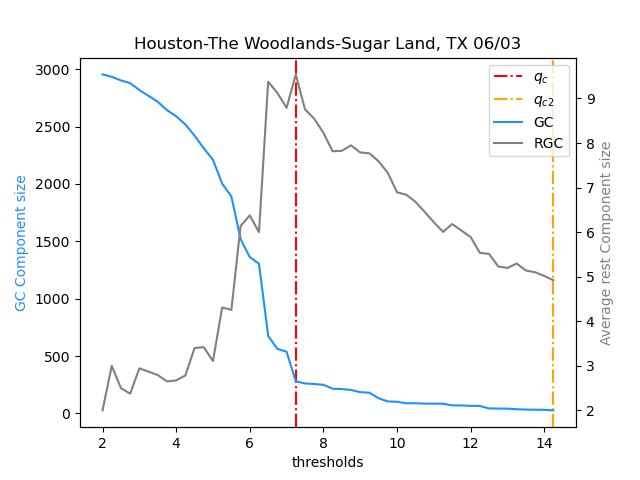 Houston-The Woodlands-Sugar Land, TX 06/03
GC Component size
3000
2500
2000
1500
1000
500
0
q_c
q_c2
GC
RGC
9
8
7
6
5
4
3
2
Average rest Component size
2 4 6 8 10 12 14
thresholds